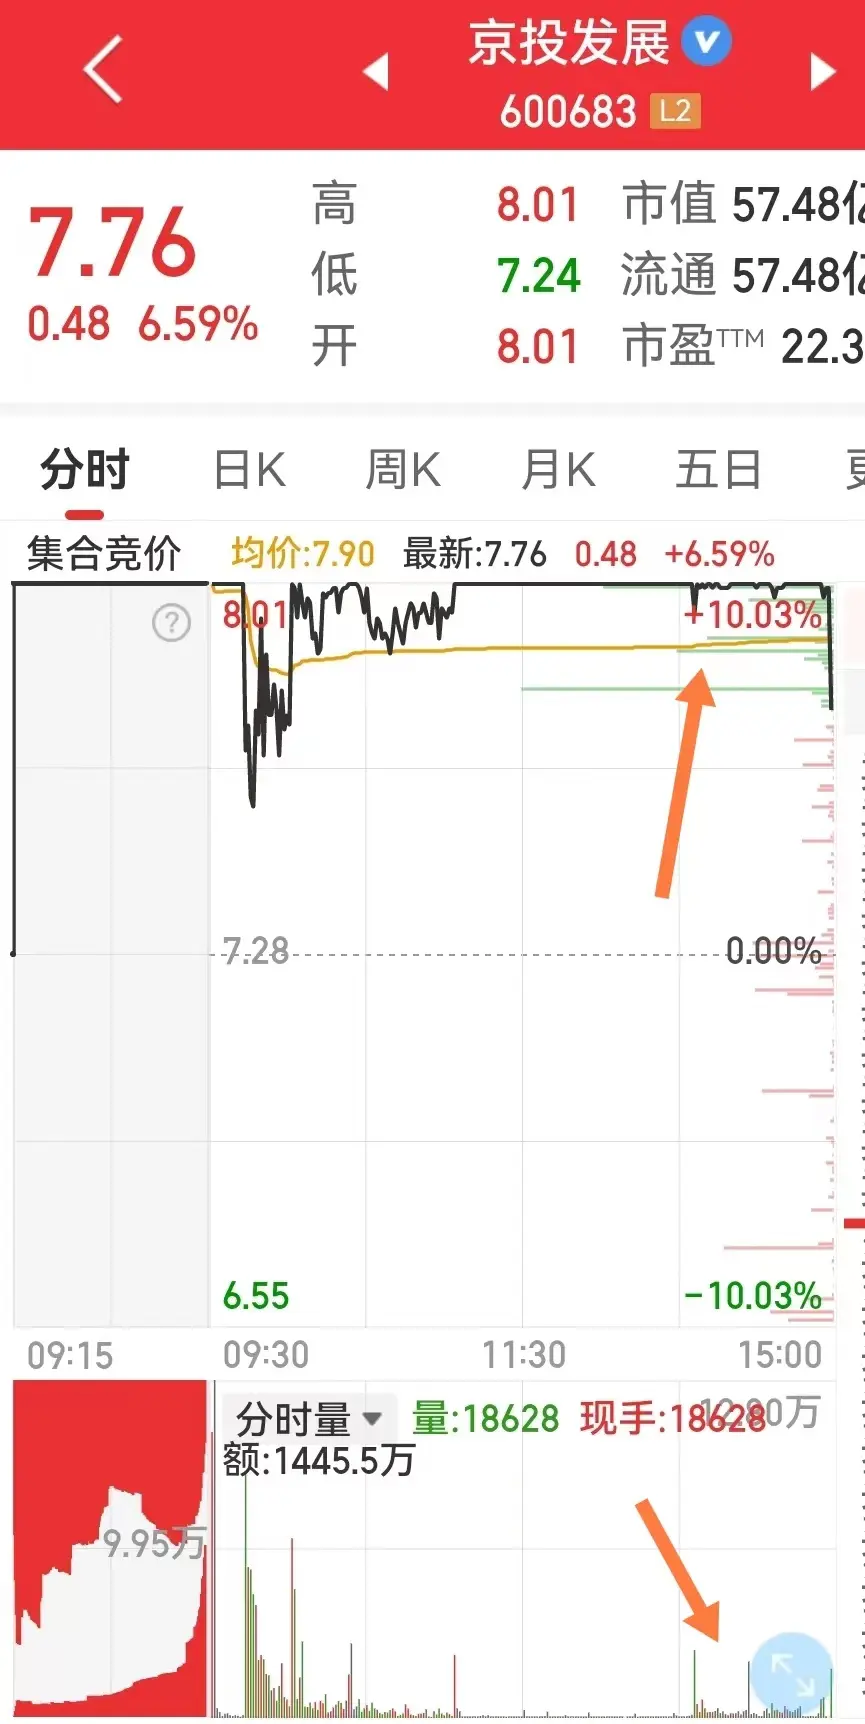 京投发展
600683 L2
7.76
0.48 6.59%
高 8.01 市值 57.48亿
低 7.24 流通 57.48亿
开 8.01 市盈TTM 22.3
分时 日K 周K 月K 五日
集合竞价 均价:7.90 最新:7.76 0.48 +6.59%
8.01 +10.03%
7.28 0.00%
6.55 -10.03%
09:15 09:30 11:30 15:00
分时量 量:18628 现手:18628
额:1445.5万
9.95万